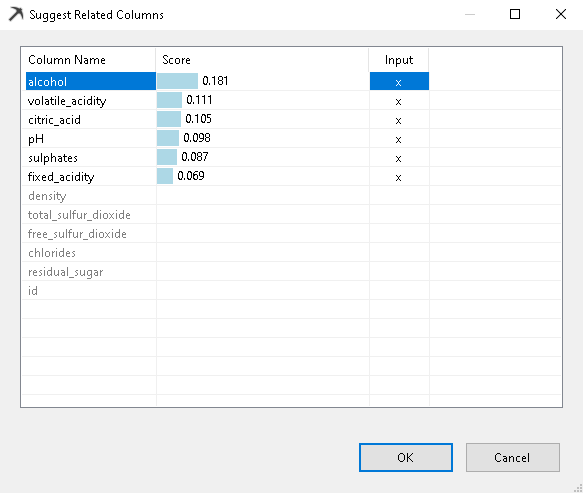 Suggest Related Columns
Column Name Score Input
alcohol 0.181 x
volatile_acidity 0.111 x
citric_acid 0.105 x
pH 0.098 x
sulphates 0.087 x
fixed_acidity 0.069 x
density
total_sulfur_dioxide
free_sulfur_dioxide
chlorides
residual_sugar
id
OK Cancel